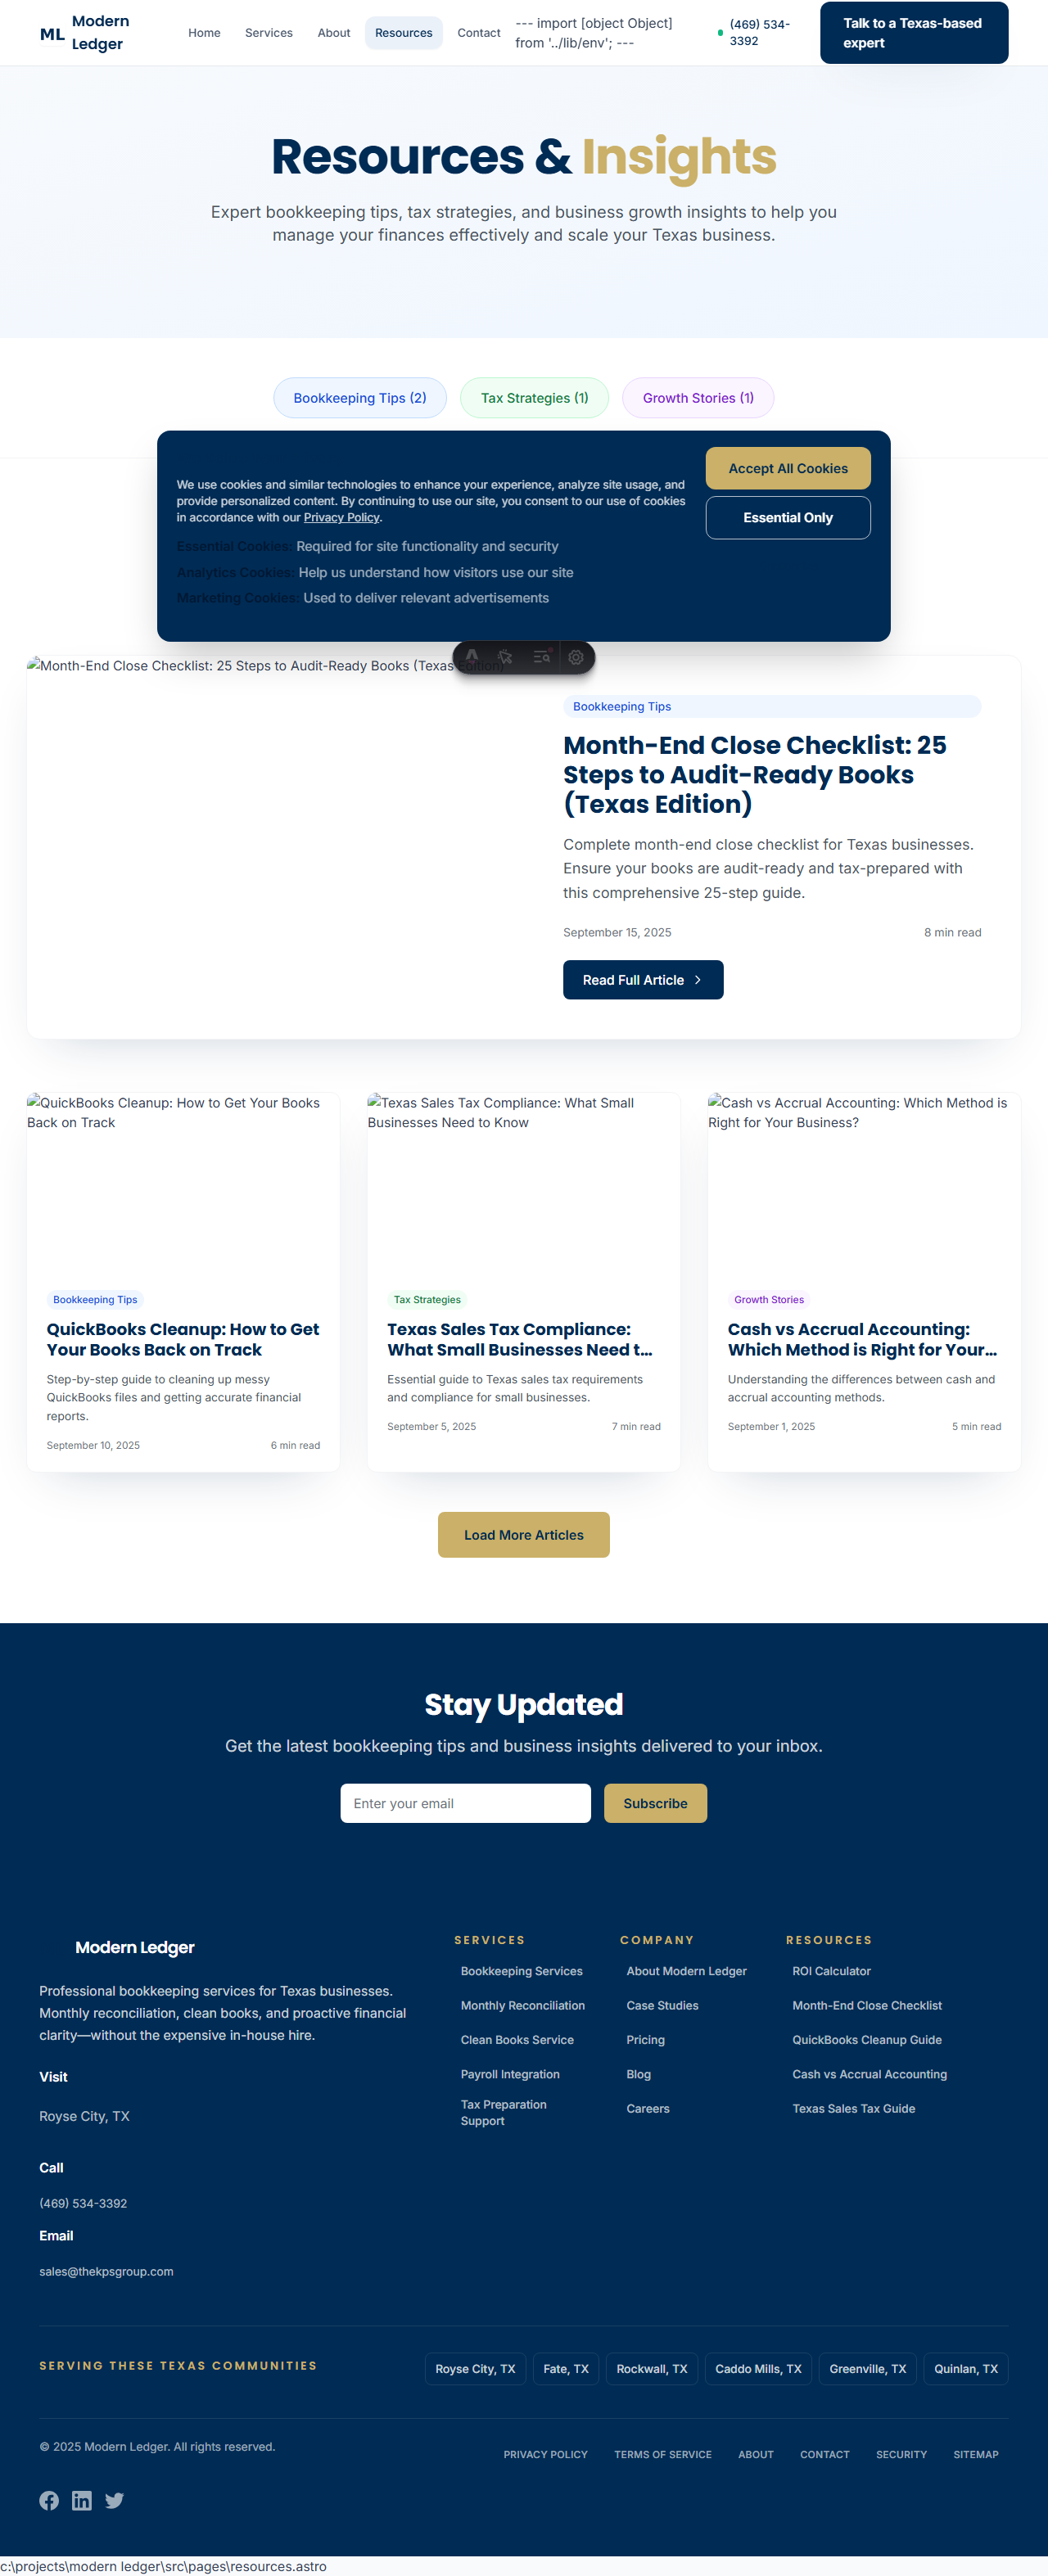 ML
Modern
Ledger
Home
Services
About
Resources
Contact
--- import [object Object]
from '../lib/env'; ---
(469) 534-
3392
Talk to a Texas-based
expert
Resources & Insights
Expert bookkeeping tips, tax strategies, and business growth insights to help you
manage your finances effectively and scale your Texas business.
Bookkeeping Tips (2)
Tax Strategies (1)
Growth Stories (1)
We use cookies and similar technologies to enhance your experience, analyze site usage, and
provide personalized content. By continuing to use our site, you consent to our use of cookies
in accordance with our Privacy Policy.
Essential Cookies: Required for site functionality and security
Analytics Cookies: Help us understand how visitors use our site
Marketing Cookies: Used to deliver relevant advertisements
Accept All Cookies
Essential Only
Month-End Close Checklist: 25 Steps to Audit-Ready Books (Texas Edition)
Bookkeeping Tips
Month-End Close Checklist: 25
Steps to Audit-Ready Books
(Texas Edition)
Complete month-end close checklist for Texas businesses.
Ensure your books are audit-ready and tax-prepared with
this comprehensive 25-step guide.
September 15, 2025
8 min read
Read Full Article
QuickBooks Cleanup: How to Get Your Books
Back on Track
Bookkeeping Tips
QuickBooks Cleanup: How to Get
Your Books Back on Track
Step-by-step guide to cleaning up messy
QuickBooks files and getting accurate financial
reports.
September 10, 2025
6 min read
Texas Sales Tax Compliance: What Small
Businesses Need to Know
Tax Strategies
Texas Sales Tax Compliance:
What Small Businesses Need t...
Essential guide to Texas sales tax requirements
and compliance for small businesses.
September 5, 2025
7 min read
Cash vs Accrual Accounting: Which Method is
Right for Your Business?
Growth Stories
Cash vs Accrual Accounting:
Which Method is Right for Your...
Understanding the differences between cash and
accrual accounting methods.
September 1, 2025
5 min read
Load More Articles
Stay Updated
Get the latest bookkeeping tips and business insights delivered to your inbox.
Enter your email
Subscribe
Modern Ledger
Professional bookkeeping services for Texas businesses.
Monthly reconciliation, clean books, and proactive financial
clarity—without the expensive in-house hire.
Visit
Royse City, TX
Call
(469) 534-3392
Email
sales@thekpsgroup.com
SERVICES
Bookkeeping Services
Monthly Reconciliation
Clean Books Service
Payroll Integration
Tax Preparation
Support
COMPANY
About Modern Ledger
Case Studies
Pricing
Blog
Careers
RESOURCES
ROI Calculator
Month-End Close Checklist
QuickBooks Cleanup Guide
Cash vs Accrual Accounting
Texas Sales Tax Guide
SERVING THESE TEXAS COMMUNITIES
Royse City, TX
Fate, TX
Rockwall, TX
Caddo Mills, TX
Greenville, TX
Quinlan, TX
© 2025 Modern Ledger. All rights reserved.
PRIVACY POLICY
TERMS OF SERVICE
ABOUT
CONTACT
SECURITY
SITEMAP
c:\projects\modern ledger\src\pages\resources.astro